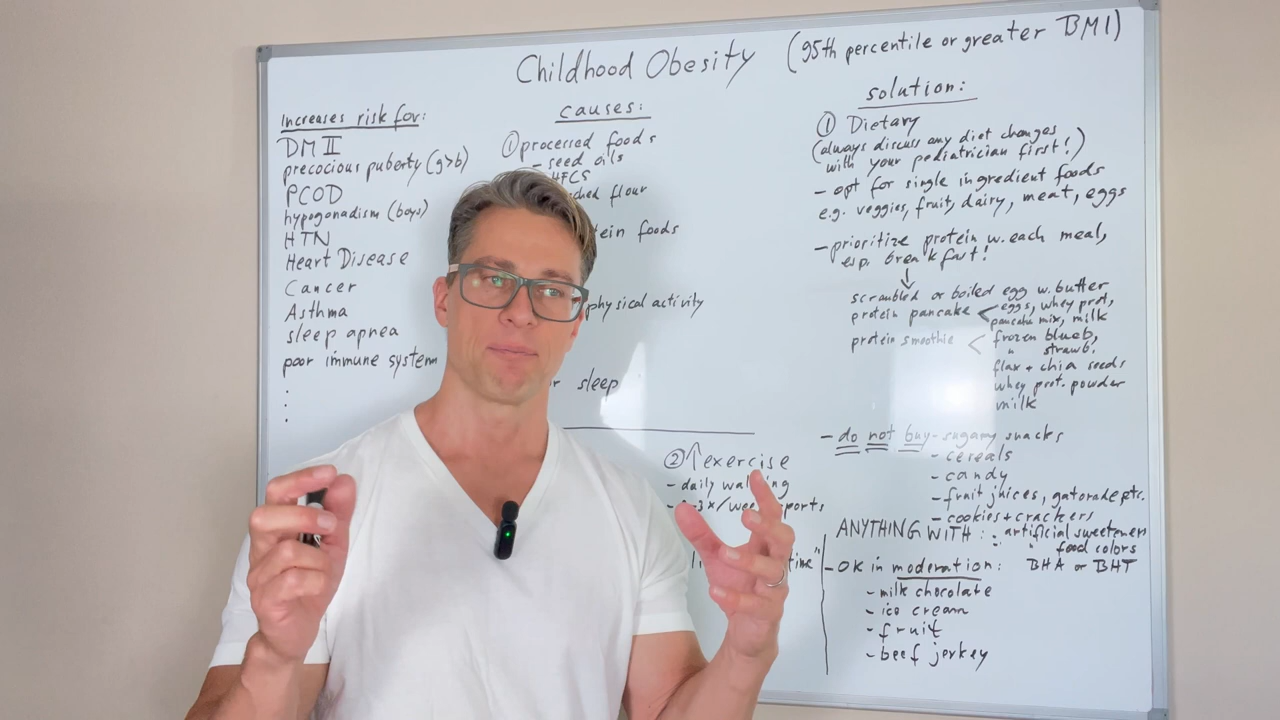 Childhood Obesity (95th percentile or greater BMI)
increases risk for:
DM II
precocious puberty (g>b)
PCOD
hypogonadism (boys)
HTN
Heart Disease
Cancer
Asthma
sleep apnea
poor immune system
causes:
① processed foods
- seed oils
HFCS
flour
foods
physical activity
sleep
② ↑ exercise
- daily
solution:
① Dietary
(always discuss any diet changes
with your pediatrician first!)
- opt for single ingredient foods
e.g. veggies, fruit, dairy, meat, eggs
- prioritize protein w. each meal,
esp. breakfast!
↓
scrambled or boiled egg w. butter
protein pancake < eggs, whey prot,
pancake mix, milk
protein smoothie < frozen blueb,
" strawb.
flax + chia seeds
whey prot. powder
milk
- do not buy - sugary snacks
- cereals
- candy
- fruit juices, gatorade etc.
- cookies + crackers
ANYTHING WITH: artificial sweeteners
" food colors
BHA or BHT
- OK in moderation:
- milk chocolate
- ice cream
- fruit
- beef jerky